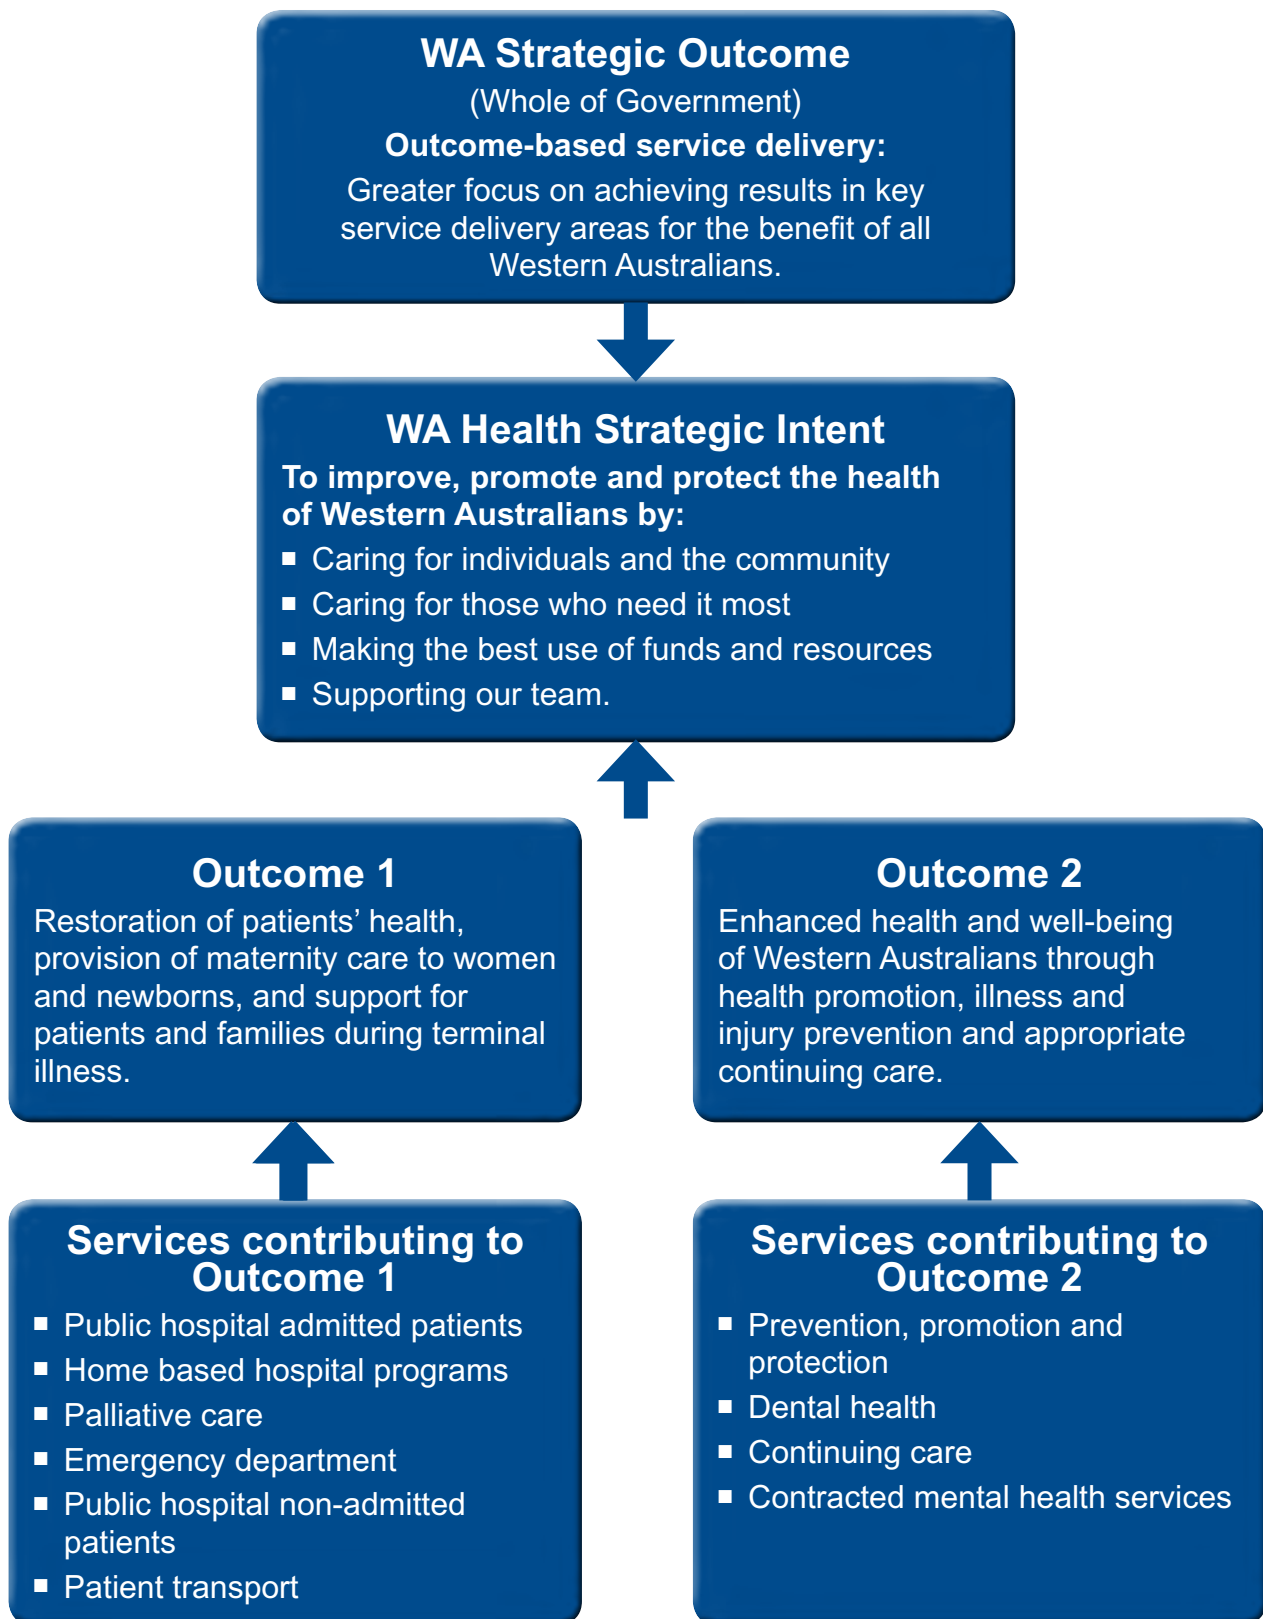 WA Strategic Outcome
(Whole of Government)
Outcome-based service delivery:
Greater focus on achieving results in key
service delivery areas for the benefit of all
Western Australians.
WA Health Strategic Intent
To improve, promote and protect the health
of Western Australians by:
■ Caring for individuals and the community
■ Caring for those who need it most
■ Making the best use of funds and resources
■ Supporting our team.
Outcome 1
Restoration of patients’ health,
provision of maternity care to women
and newborns, and support for
patients and families during terminal
illness.
Outcome 2
Enhanced health and well-being
of Western Australians through
health promotion, illness and
injury prevention and appropriate
continuing care.
Services contributing to
Outcome 1
■ Public hospital admitted patients
■ Home based hospital programs
■ Palliative care
■ Emergency department
■ Public hospital non-admitted
patients
■ Patient transport
Services contributing to
Outcome 2
■ Prevention, promotion and
protection
■ Dental health
■ Continuing care
■ Contracted mental health services